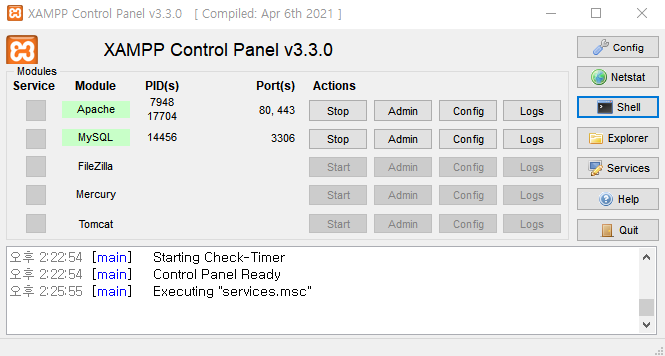 XAMPP Control Panel v3.3.0 [ Compiled: Apr 6th 2021 ]
XAMPP Control Panel v3.3.0
Config
Modules
Service Module PID(s) Port(s) Actions
Netstat
Apache 7948 17704 80, 443 Stop Admin Config Logs
Shell
MySQL 14456 3306 Stop Admin Config Logs
Explorer
FileZilla Start Admin Config Logs
Services
Mercury Start Admin Config Logs
Help
Tomcat Start Admin Config Logs
Quit
오후 2:22:54 [main] Starting Check-Timer
오후 2:22:54 [main] Control Panel Ready
오후 2:25:55 [main] Executing "services.msc"